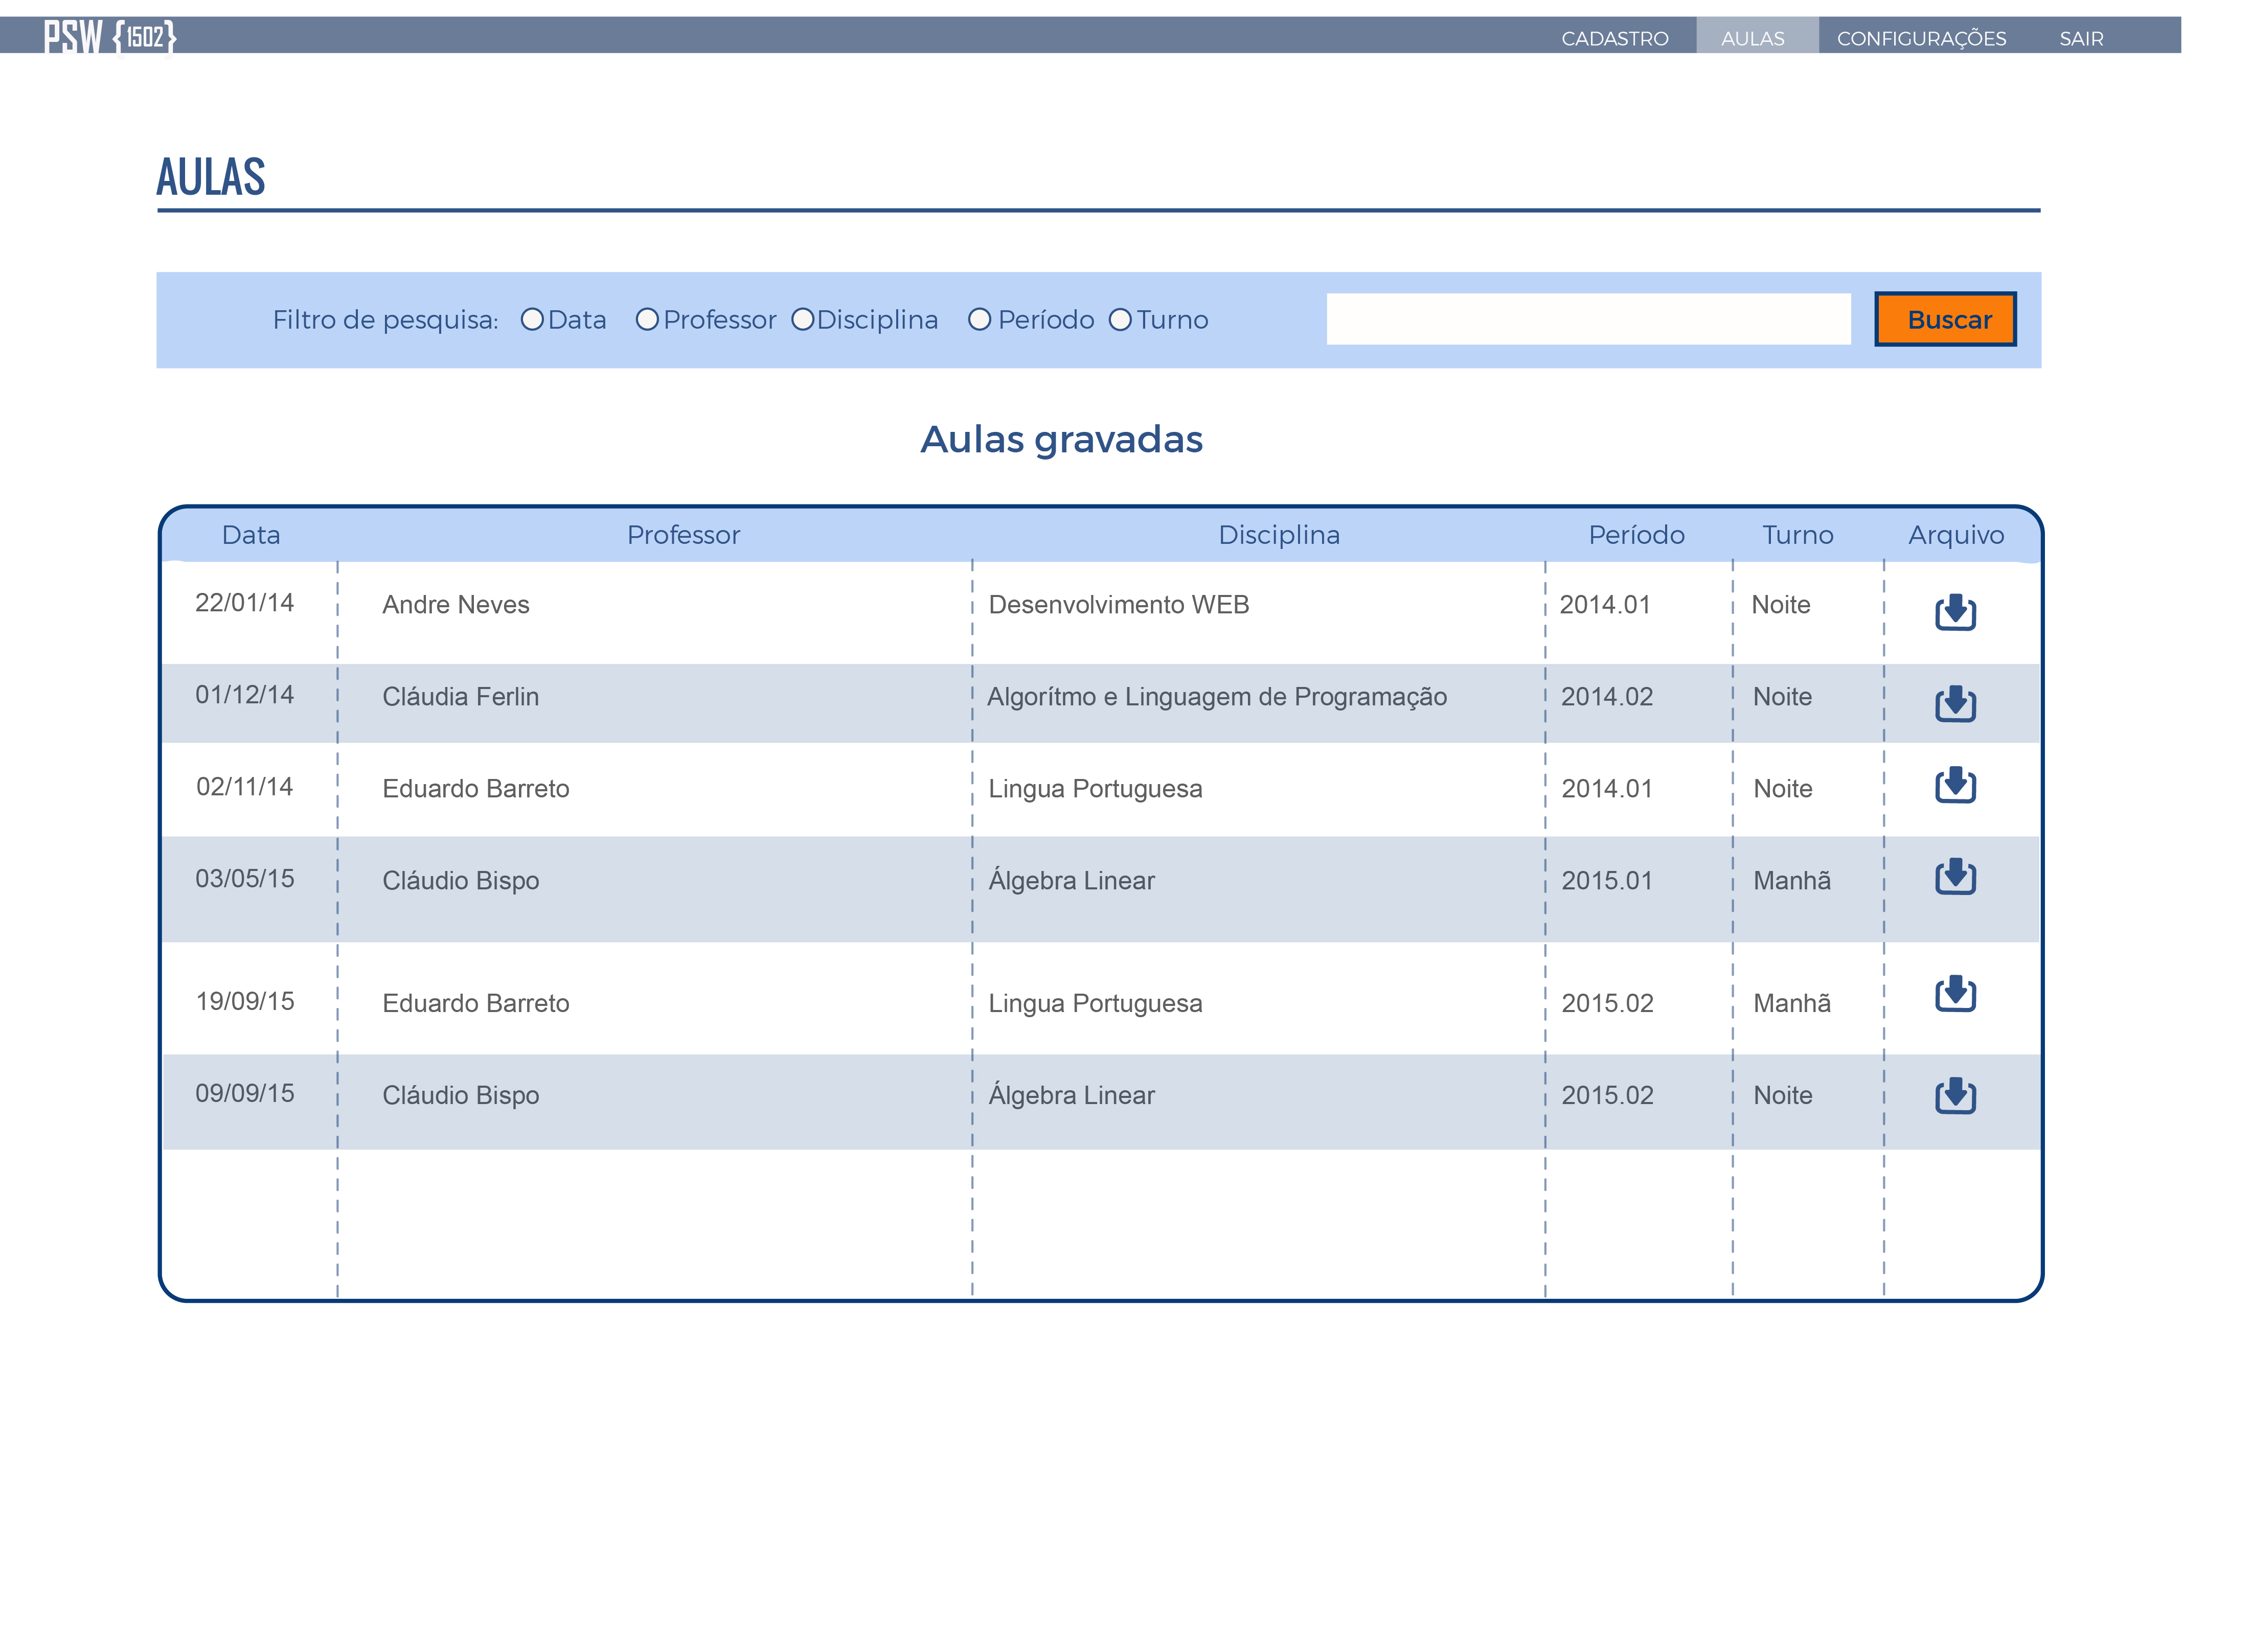 PSW {1502} CADASTRO AULAS CONFIGURAÇÕES SAIR
AULAS
Filtro de pesquisa: Data Professor Disciplina Período Turno Buscar
Aulas gravadas
Data Professor Disciplina Período Turno Arquivo
22/01/14 Andre Neves Desenvolvimento WEB 2014.01 Noite
01/12/14 Cláudia Ferlin Algorítmo e Linguagem de Programação 2014.02 Noite
02/11/14 Eduardo Barreto Lingua Portuguesa 2014.01 Noite
03/05/15 Cláudio Bispo Álgebra Linear 2015.01 Manhã
19/09/15 Eduardo Barreto Lingua Portuguesa 2015.02 Manhã
09/09/15 Cláudio Bispo Álgebra Linear 2015.02 Noite